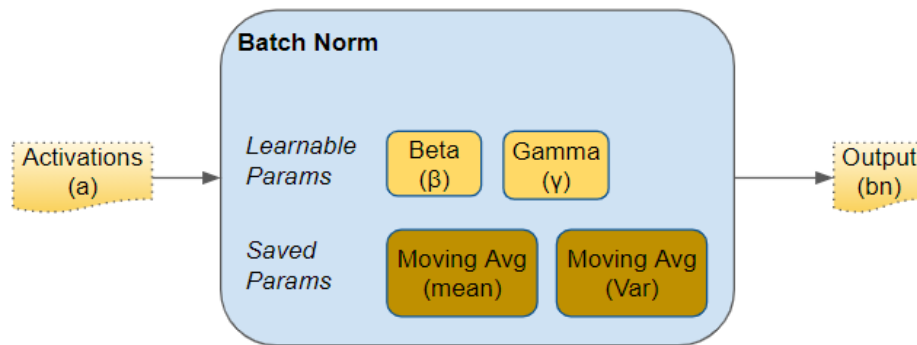 Batch Norm
Activations
(a)
Learnable
Params
Beta
(β)
Gamma
(γ)
Output
(bn)
Saved
Params
Moving Avg
(mean)
Moving Avg
(Var)